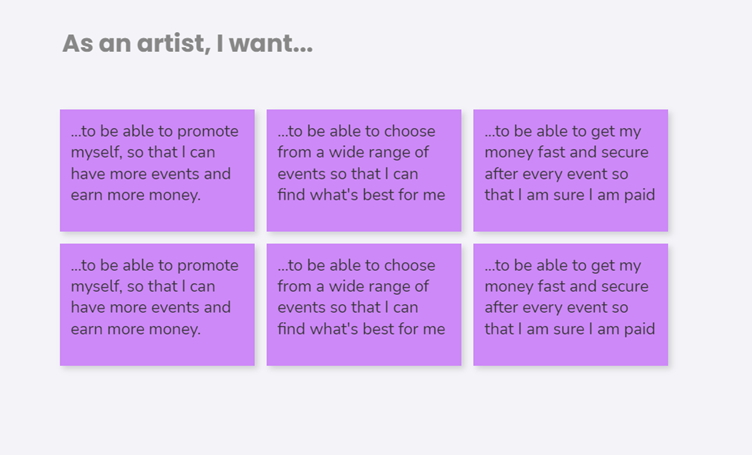 As an artist, I want...
...to be able to promote
myself, so that I can
have more events and
earn more money.
...to be able to choose
from a wide range of
events so that I can
find what's best for me
...to be able to get my
money fast and secure
after every event so
that I am sure I am paid
...to be able to promote
myself, so that I can
have more events and
earn more money.
...to be able to choose
from a wide range of
events so that I can
find what's best for me
...to be able to get my
money fast and secure
after every event so
that I am sure I am paid